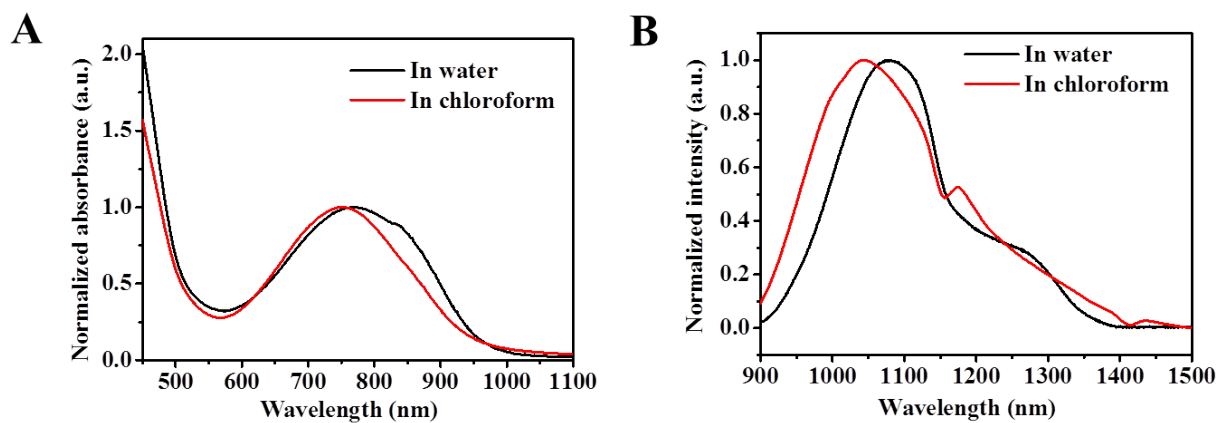 A
Normalized absorbance (a.u.)
2.0
1.5
1.0
0.5
0.0
In water
In chloroform
500 600 700 800 900 1000 1100
Wavelength (nm)
B
Normalized intensity (a.u.)
1.0
0.8
0.6
0.4
0.2
0.0
In water
In chloroform
900 1000 1100 1200 1300 1400 1500
Wavelength (nm)